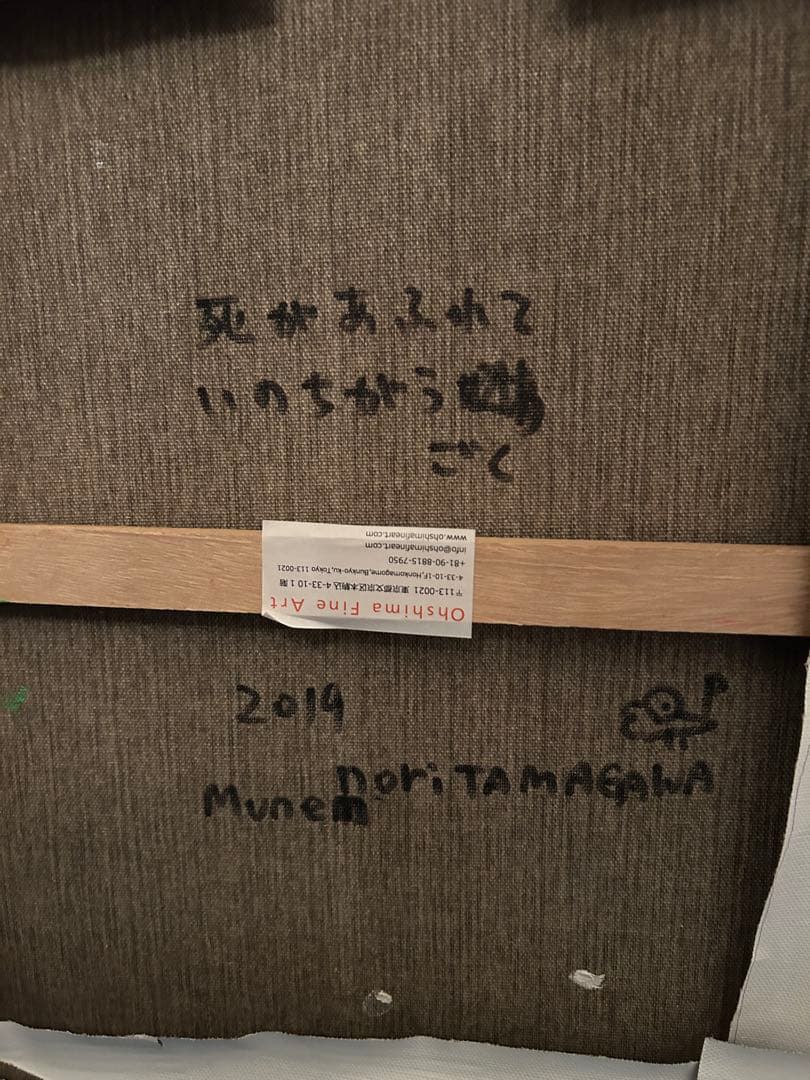 死があふれて
いのちがう
ごく
Ohshima Fine Art
〒113-0021 東京都文京区本駒込 4-33-10 1階
4-33-10-1F,Honkomagome,Bunkyo-ku,Tokyo 113-0021
+81-90-8815-7950
info@ohshimafineart.com
www.ohshimafineart.com
2019
Munemnori TAMAGAWA